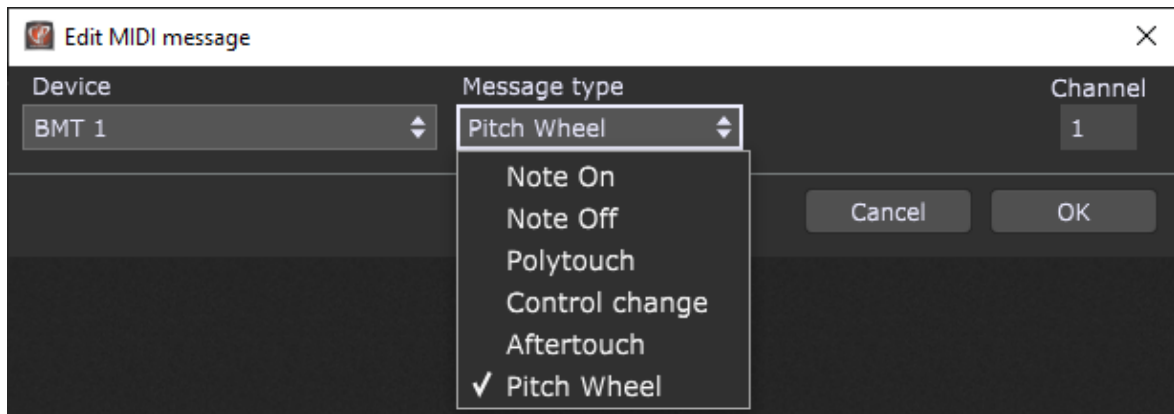 Edit MIDI message
Device Message type Channel
BMT 1 Pitch Wheel 1
Note On
Note Off
Cancel OK
Polytouch
Control change
Aftertouch
Pitch Wheel